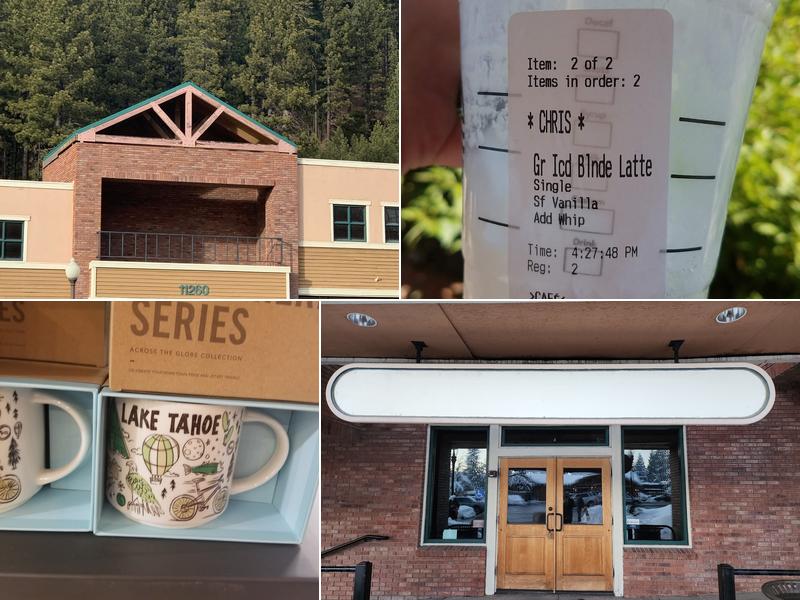 11260
Decaf
Item: 2 of 2
Items in order: 2
* CHRIS *
Gr Icd Blnde Latte
Single
Sf Vanilla
Add Whip
Drink
Time: 4:27:48 PM
Reg: 2
>CAFE<
SERIES
ACROSS THE GLOBE COLLECTION
LAKE TAHOE